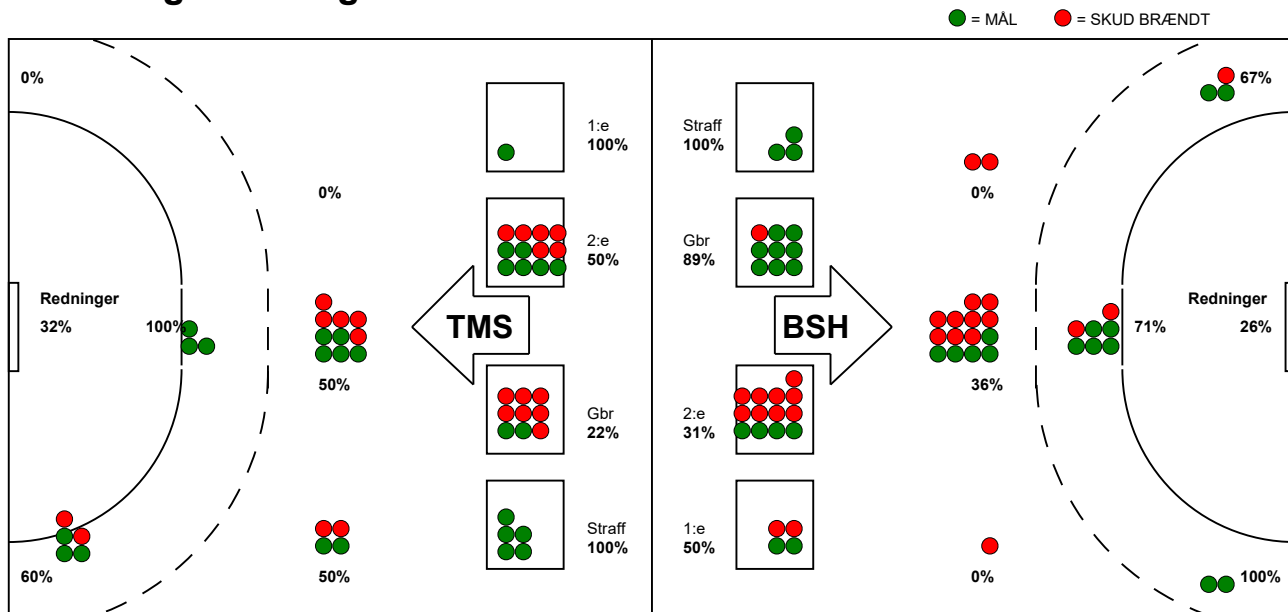 = MÅL
= SKUD BRÆNDT
0%
67%
1:e
100%
Straff
100%
0%
0%
2:e
50%
Gbr
89%
Redninger
32%
100%
TMS
BSH
71%
Redninger
26%
50%
36%
Gbr
22%
2:e
31%
Straff
100%
1:e
50%
60%
50%
0%
100%